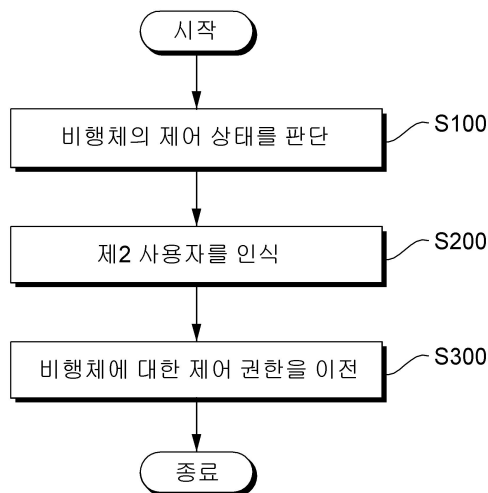 시작
비행체의 제어 상태를 판단
S100
제2 사용자를 인식
S200
비행체에 대한 제어 권한을 이전
S300
종료